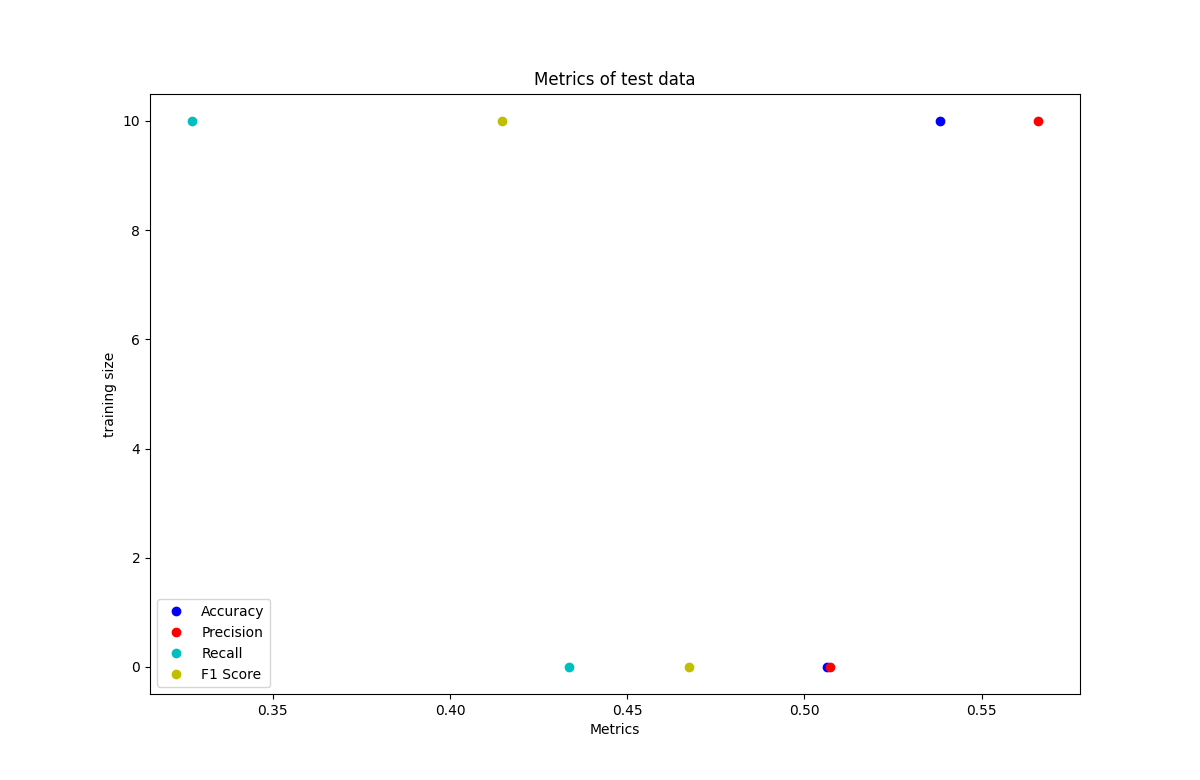 Metrics of test data
10
8
6
4
2
0
training size
Accuracy
Precision
Recall
F1 Score
0.35 0.40 0.45 0.50 0.55
Metrics